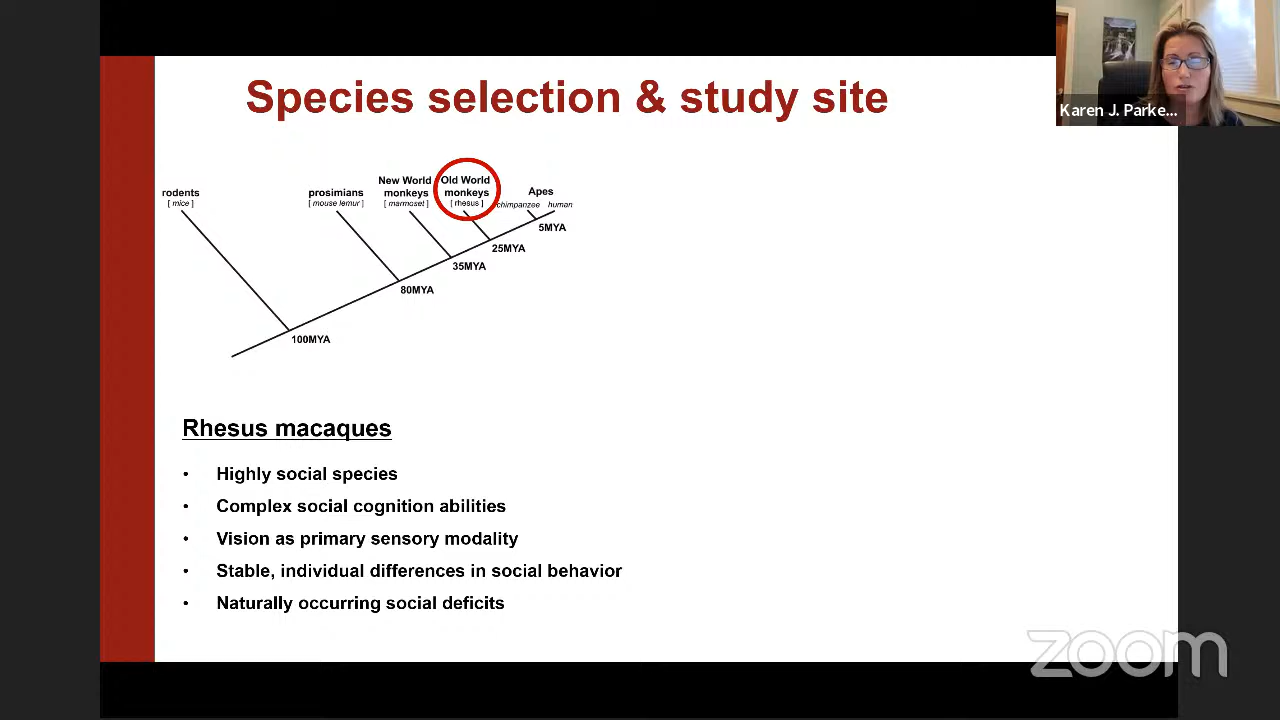 Species selection & study site
Karen J. Parke...
rodents
[ mice ]
prosimians
[ mouse lemur ]
New World
monkeys
[ marmoset ]
Old World
monkeys
[ rhesus ]
Apes
chimpanzee human
5MYA
25MYA
35MYA
80MYA
100MYA
Rhesus macaques
• Highly social species
• Complex social cognition abilities
• Vision as primary sensory modality
• Stable, individual differences in social behavior
• Naturally occurring social deficits
zoom